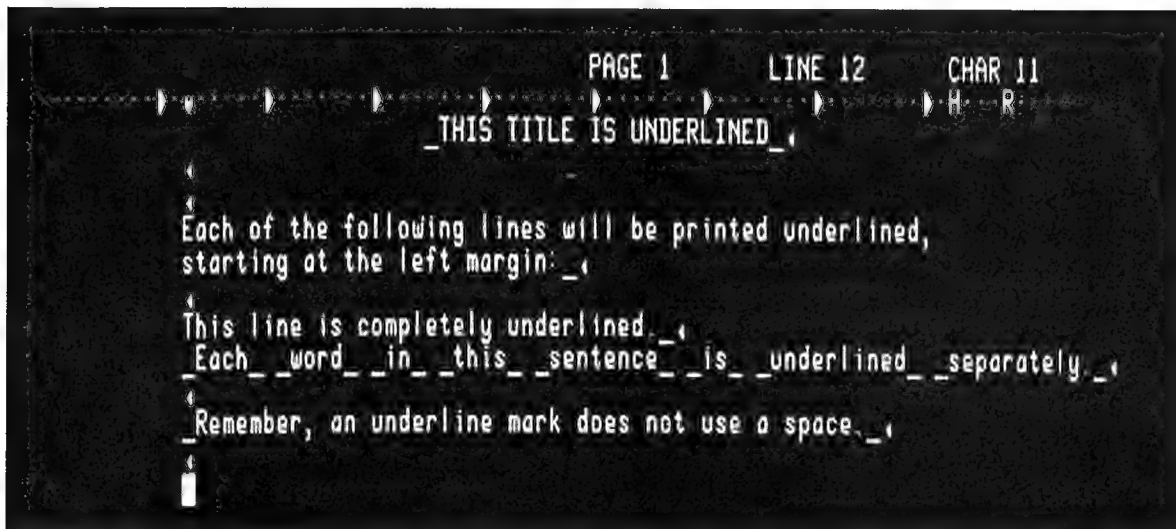 PAGE 1 LINE 12 CHAR 11
H R
_THIS TITLE IS UNDERLINED_
Each of the following lines will be printed underlined,
starting at the left margin:_
This line is completely underlined._
_Each_ _word_ _in_ _this_ _sentence_ _is_ _underlined_ _separately._
_Remember, an underline mark does not use a space._